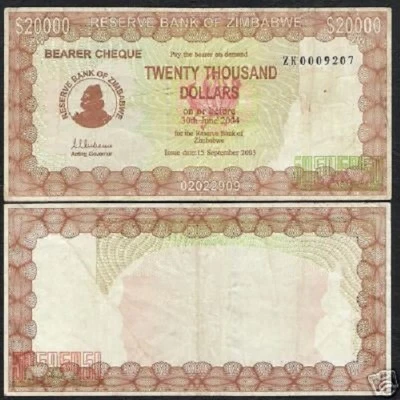 $20000 RESERVE BANK OF ZIMBABWE $20000
BEARER CHEQUE
Pay the bearer on demand
ZK0009207
TWENTY THOUSAND
DOLLARS
on or before
30th June 2004
for the Reserve Bank of
Zimbabwe
Issue date: 15 September 2003
RESERVE BANK OF ZIMBABWE
Acting Governor
02022009